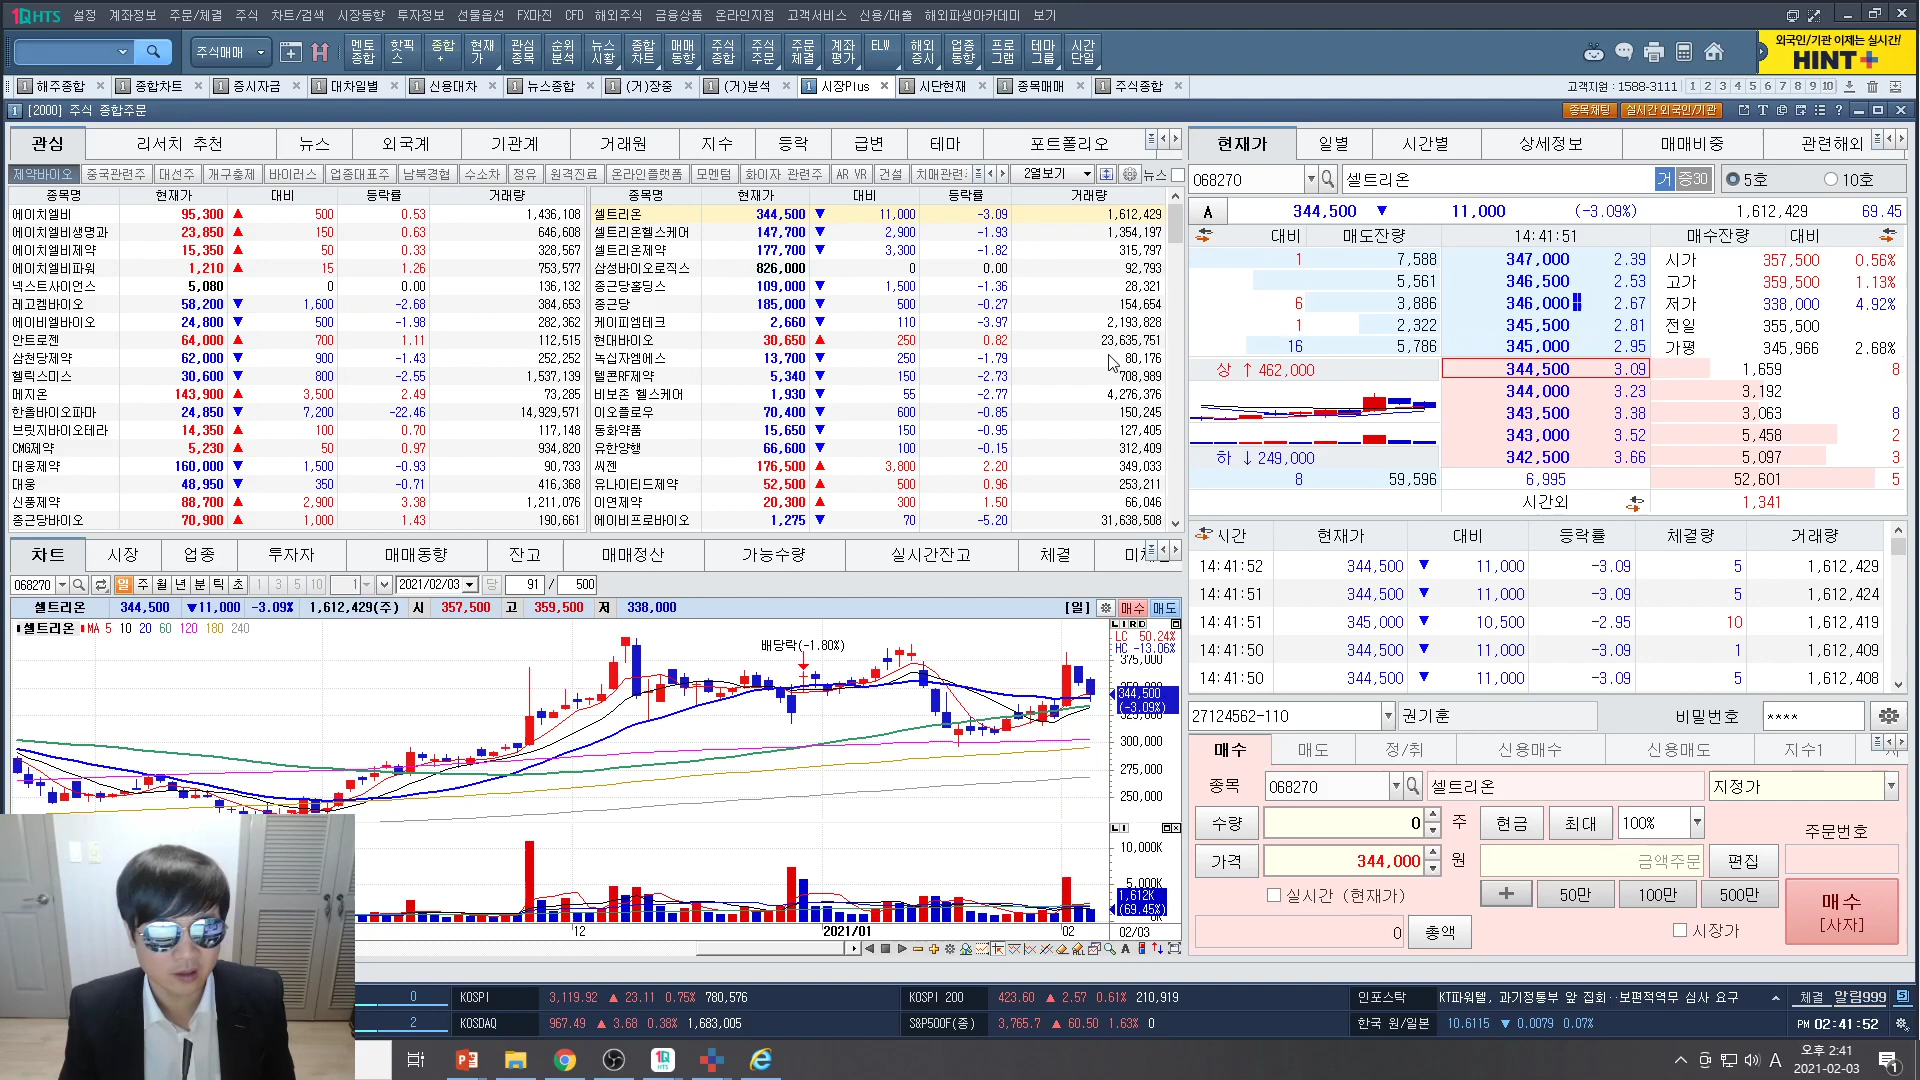 1QHTS 설정 계좌정보 주문/체결 주식 차트/검색 시장동향 투자정보 선물옵션 FX마진 CFD 해외주식 금융상품 온라인지점 고객서비스 신용/대출 해외파생아카데미 보기
주식매매 멘토종합 핫픽스 종합+ 현재가 관심종목 순위분석 뉴스시황 종합차트 매매동향 주식종합 주식주문 주문체결 계좌평가 ELW 해외증시 업종동향 프로그램 테마그룹 시간단일
외국인/기관 이제는 실시간!
HINT+
1 해주종합 1 종합차트 1 증시자금 1 대차일별 1 신용대차 1 뉴스종합 1 (거)장중 1 (거)분석 1 시장Plus 1 시단현재 1 종목매매 1 주식종합 고객지원 : 1588-3111 1 2 3 4 5 6 7 8 9 10
1 [2000] 주식 종합주문 종목채팅 실시간 외국인/기관
관심 리서치 추천 뉴스 외국계 기관계 거래원 지수 등락 급변 테마 포트폴리오
제약바이오 중국관련주 대선주 개구충제 바이러스 업종대표주 남북경협 수소차 정유 원격진료 온라인플랫폼 모멘텀 화이자 관련주 AR VR 건설 치매관련 2열보기 뉴스
종목명 현재가 대비 등락률 거래량 종목명 현재가 대비 등락률 거래량
에이치엘비 95,300 ▲ 500 0.53 1,436,108 셀트리온 344,500 ▼ 11,000 -3.09 1,612,429
에이치엘비생명과 23,850 ▲ 150 0.63 646,608 셀트리온헬스케어 147,700 ▼ 2,900 -1.93 1,354,197
에이치엘비제약 15,350 ▲ 50 0.33 328,567 셀트리온제약 177,700 ▼ 3,300 -1.82 315,797
에이치엘비파워 1,210 ▲ 15 1.26 753,577 삼성바이오로직스 826,000 0 0.00 92,793
넥스트사이언스 5,080 0 0.00 136,132 종근당홀딩스 109,000 ▼ 1,500 -1.36 28,321
레고켐바이오 58,200 ▼ 1,600 -2.68 384,653 종근당 185,000 ▼ 500 -0.27 154,654
에이비엘바이오 24,800 ▼ 500 -1.98 282,362 케이피엠테크 2,660 ▼ 110 -3.97 2,193,828
안트로젠 64,000 ▲ 700 1.11 112,515 현대바이오 30,650 ▲ 250 0.82 23,635,751
삼천당제약 62,000 ▼ 900 -1.43 252,252 녹십자엠에스 13,700 ▼ 250 -1.79 80,176
헬릭스미스 30,600 ▼ 800 -2.55 1,537,139 텔콘RF제약 5,340 ▼ 150 -2.73 708,989
메지온 143,900 ▲ 3,500 2.49 73,285 비보존 헬스케어 1,930 ▼ 55 -2.77 4,276,376
한올바이오파마 24,850 ▼ 7,200 -22.46 14,929,571 이오플로우 70,400 ▼ 600 -0.85 150,245
브릿지바이오테라 14,350 ▲ 100 0.70 117,148 동화약품 15,650 ▼ 150 -0.95 127,405
CMG제약 5,230 ▲ 50 0.97 934,820 유한양행 66,600 ▼ 100 -0.15 312,409
대웅제약 160,000 ▼ 1,500 -0.93 90,733 씨젠 176,500 ▲ 3,800 2.20 349,033
대웅 48,950 ▼ 350 -0.71 416,368 유나이티드제약 52,500 ▲ 500 0.96 253,211
신풍제약 88,700 ▲ 2,900 3.38 1,211,076 이연제약 20,300 ▲ 300 1.50 66,046
종근당바이오 70,900 ▲ 1,000 1.43 190,661 에이비프로바이오 1,275 ▼ 70 -5.20 31,638,508
차트 시장 업종 투자자 매매동향 잔고 매매정산 가능수량 실시간잔고 체결
068270 일 주 월 년 분 틱 초 1 3 5 10 1 2021/02/03 당 91 / 500
셀트리온 344,500 ▼11,000 -3.09% 1,612,429(주) 시 357,500 고 359,500 저 338,000 [일] 매수 매도
셀트리온 MA 5 10 20 60 120 180 240
배당락(-1.80%)
LC 50.24%
HC -13.06%
375,000
350,000
344,500
(-3.09%)
325,000
300,000
275,000
250,000
10,000K
5,000K
1,612K
(69.45%)
0K
12 2021/01 02 02/03
현재가 일별 시간별 상세정보 매매비중 관련해외
068270 셀트리온 거 증30 5호 10호
A 344,500 ▼ 11,000 (-3.09%) 1,612,429 69.45
대비 매도잔량 14:41:51 매수잔량 대비
1 7,588 347,000 2.39 시가 357,500 0.56%
5,561 346,500 2.53 고가 359,500 1.13%
6 3,886 346,000 2.67 저가 338,000 4.92%
1 2,322 345,500 2.81 전일 355,500
16 5,786 345,000 2.95 가평 345,966 2.68%
상 ↑ 462,000 344,500 3.09 1,659 8
344,000 3.23 3,192
343,500 3.38 3,063 8
343,000 3.52 5,458 2
하 ↓ 249,000 342,500 3.66 5,097 3
8 59,596 6,995 52,601 5
시간외 1,341
시간 현재가 대비 등락률 체결량 거래량
14:41:52 344,500 ▼ 11,000 -3.09 5 1,612,429
14:41:51 344,500 ▼ 11,000 -3.09 5 1,612,424
14:41:51 345,000 ▼ 10,500 -2.95 10 1,612,419
14:41:50 344,500 ▼ 11,000 -3.09 1 1,612,409
14:41:50 344,500 ▼ 11,000 -3.09 5 1,612,408
27124562-110 권기훈 비밀번호 ****
매수 매도 정/취 신용매수 신용매도 지수1
종목 068270 셀트리온 지정가
수량 0 주 현금 최대 100% 주문번호
가격 344,000 원 금액주문 편집
실시간 (현재가) + 50만 100만 500만 매수
[사자]
0 총액 시장가
0 KOSPI 3,119.92 ▲ 23.11 0.75% 780,576 KOSPI 200 423.60 ▲ 2.57 0.61% 210,919 인포스탁 KT파워텔, 과기정통부 앞 집회··보편적역무 심사 요구 체결 알림999
2 KOSDAQ 967.49 ▲ 3.68 0.38% 1,683,005 S&P500F(종) 3,765.7 ▲ 60.50 1.63% 0 한국 원/일본 10.6115 ▼ 0.0079 0.07% PM 02:41:52
A 오후 2:41
2021-02-03